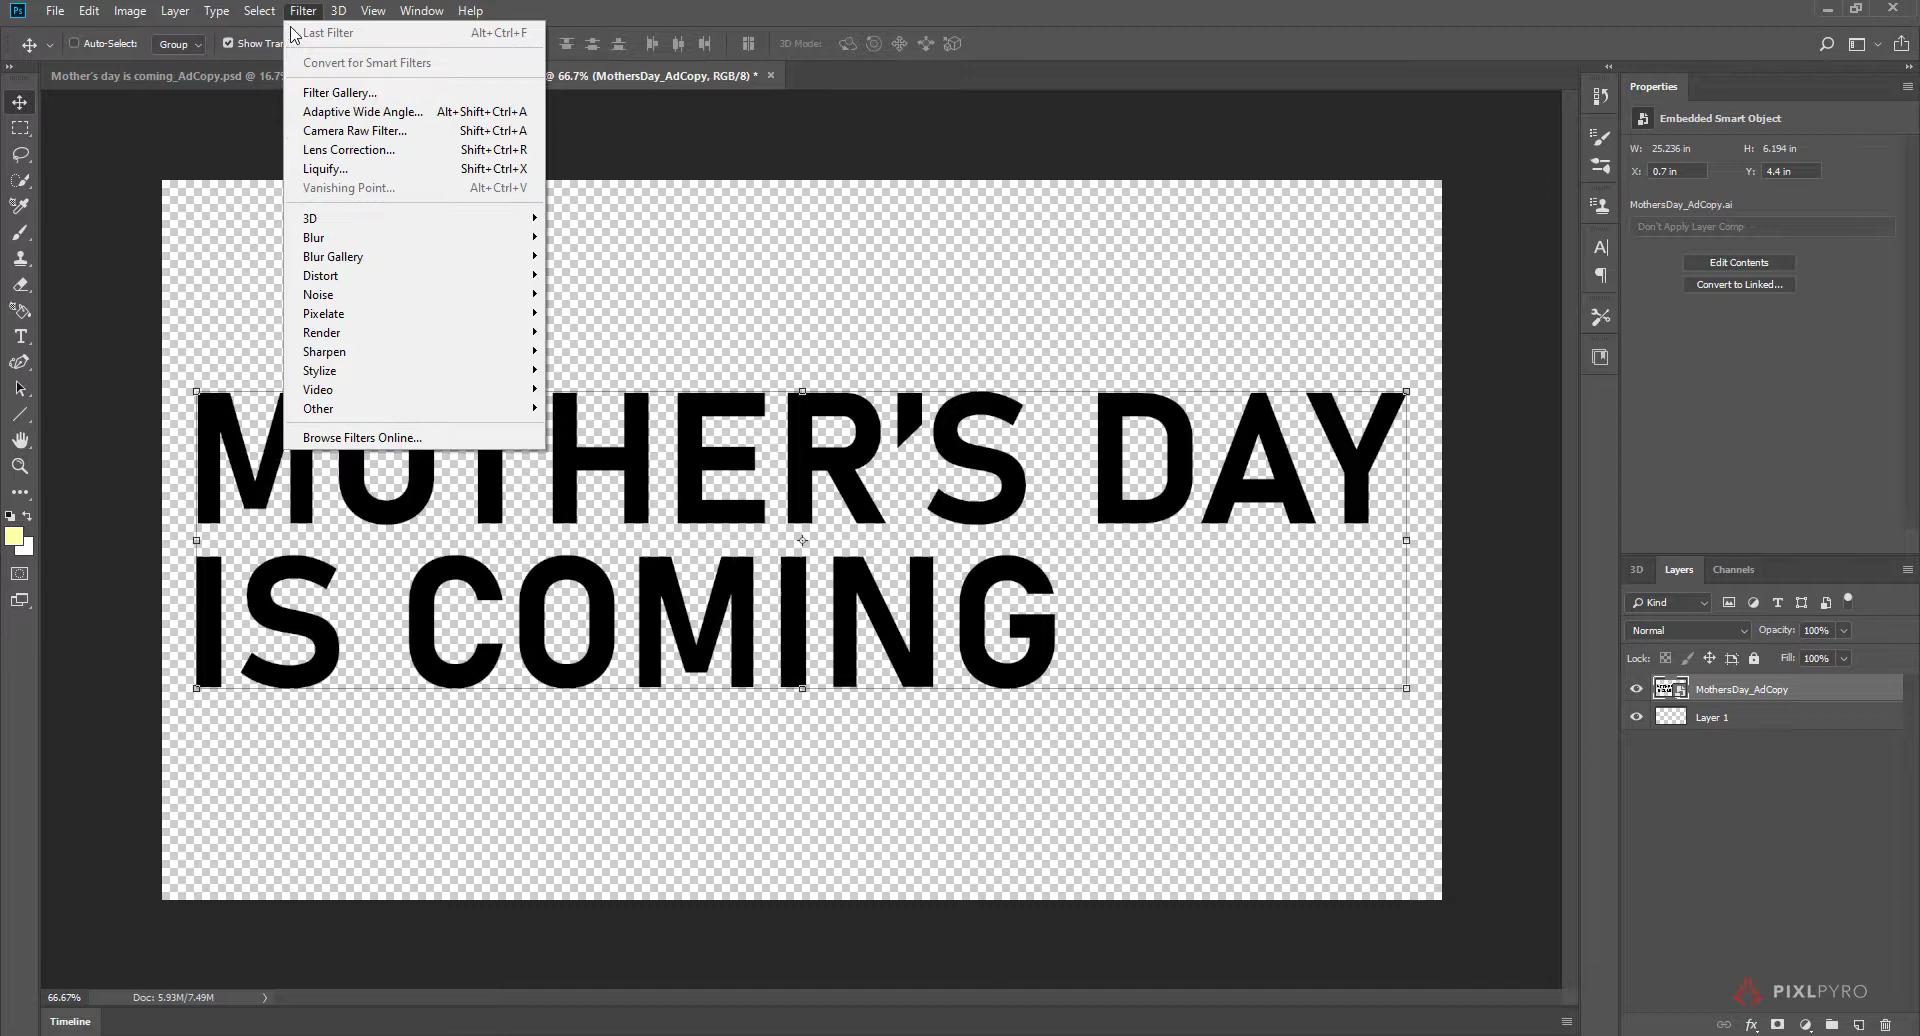 Ps File Edit Image Layer Type Select Filter 3D View Window Help
Auto-Select: Group Show Tran 3D Mode:
Mother's day is coming_AdCopy.psd @ 16.7% @ 66.7% (MothersDay_AdCopy, RGB/8) *
Last Filter Alt+Ctrl+F
Convert for Smart Filters
Filter Gallery...
Adaptive Wide Angle... Alt+Shift+Ctrl+A
Camera Raw Filter... Shift+Ctrl+A
Lens Correction... Shift+Ctrl+R
Liquify... Shift+Ctrl+X
Vanishing Point... Alt+Ctrl+V
3D
Blur
Blur Gallery
Distort
Noise
Pixelate
Render
Sharpen
Stylize
Video
Other
Browse Filters Online...
MOTHER'S DAY
IS COMING
Properties
Embedded Smart Object
W: 25.236 in H: 6.194 in
X: 0.7 in Y: 4.4 in
MothersDay_AdCopy.ai
Don't Apply Layer Comp
Edit Contents
Convert to Linked...
3D Layers Channels
Kind
Normal Opacity: 100%
Lock: Fill: 100%
MothersDay_AdCopy
Layer 1
PIXLPYRO
66.67% Doc: 5.93M/7.49M
Timeline